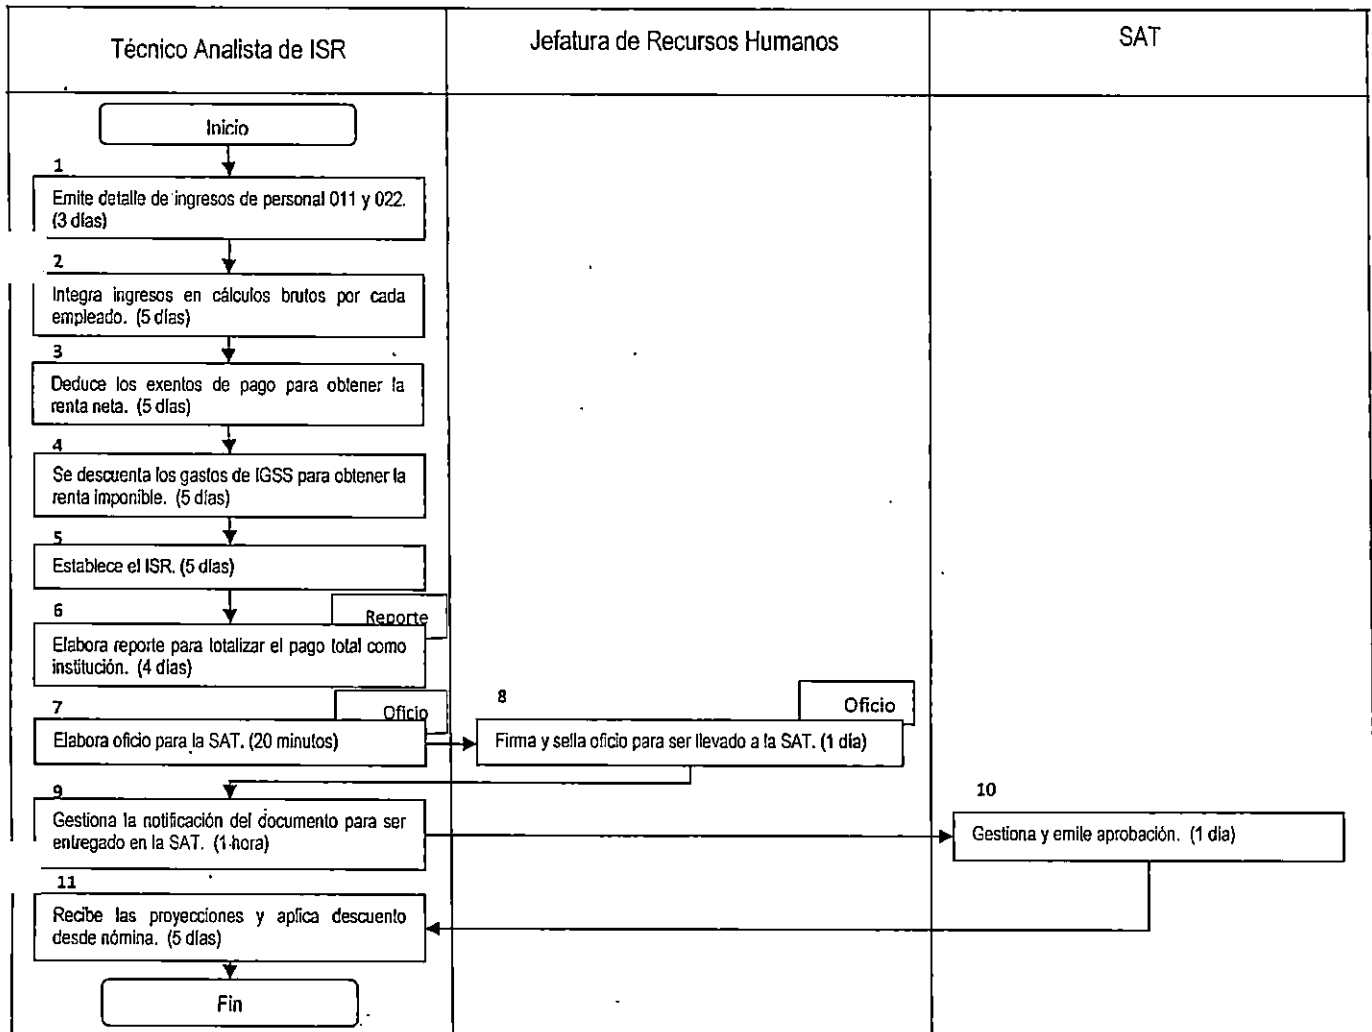 Técnico Analista de ISR
Jefatura de Recursos Humanos
SAT
Inicio
1
Emite detalle de ingresos de personal 011 y 022.
(3 días)
2
Integra ingresos en cálculos brutos por cada
empleado. (5 días)
3
Deduce los exentos de pago para obtener la
renta neta. (5 días)
4
Se descuenta los gastos de IGSS para obtener la
renta imponible. (5 días)
5
Establece el ISR. (5 días)
6
Reporte
Elabora reporte para totalizar el pago total como
institución. (4 días)
7
Oficio
Elabora oficio para la SAT. (20 minutos)
8
Oficio
Firma y sella oficio para ser llevado a la SAT. (1 día)
9
Gestiona la notificación del documento para ser
entregado en la SAT. (1 hora)
10
Gestiona y emite aprobación. (1 día)
11
Recibe las proyecciones y aplica descuento
desde nómina. (5 días)
Fin